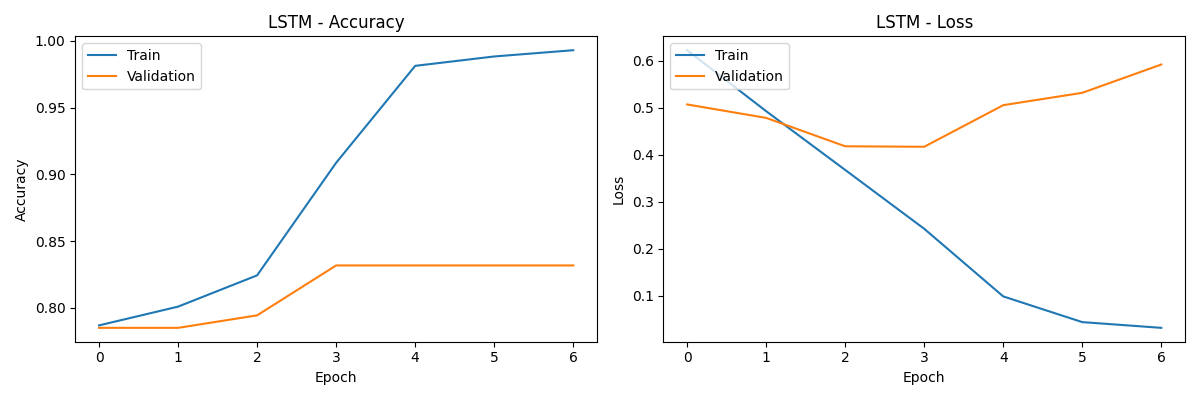 LSTM - Accuracy
1.00
0.95
0.90
0.85
0.80
Accuracy
Train
Validation
0 1 2 3 4 5 6
Epoch
LSTM - Loss
0.6
0.5
0.4
0.3
0.2
0.1
Loss
Train
Validation
0 1 2 3 4 5 6
Epoch